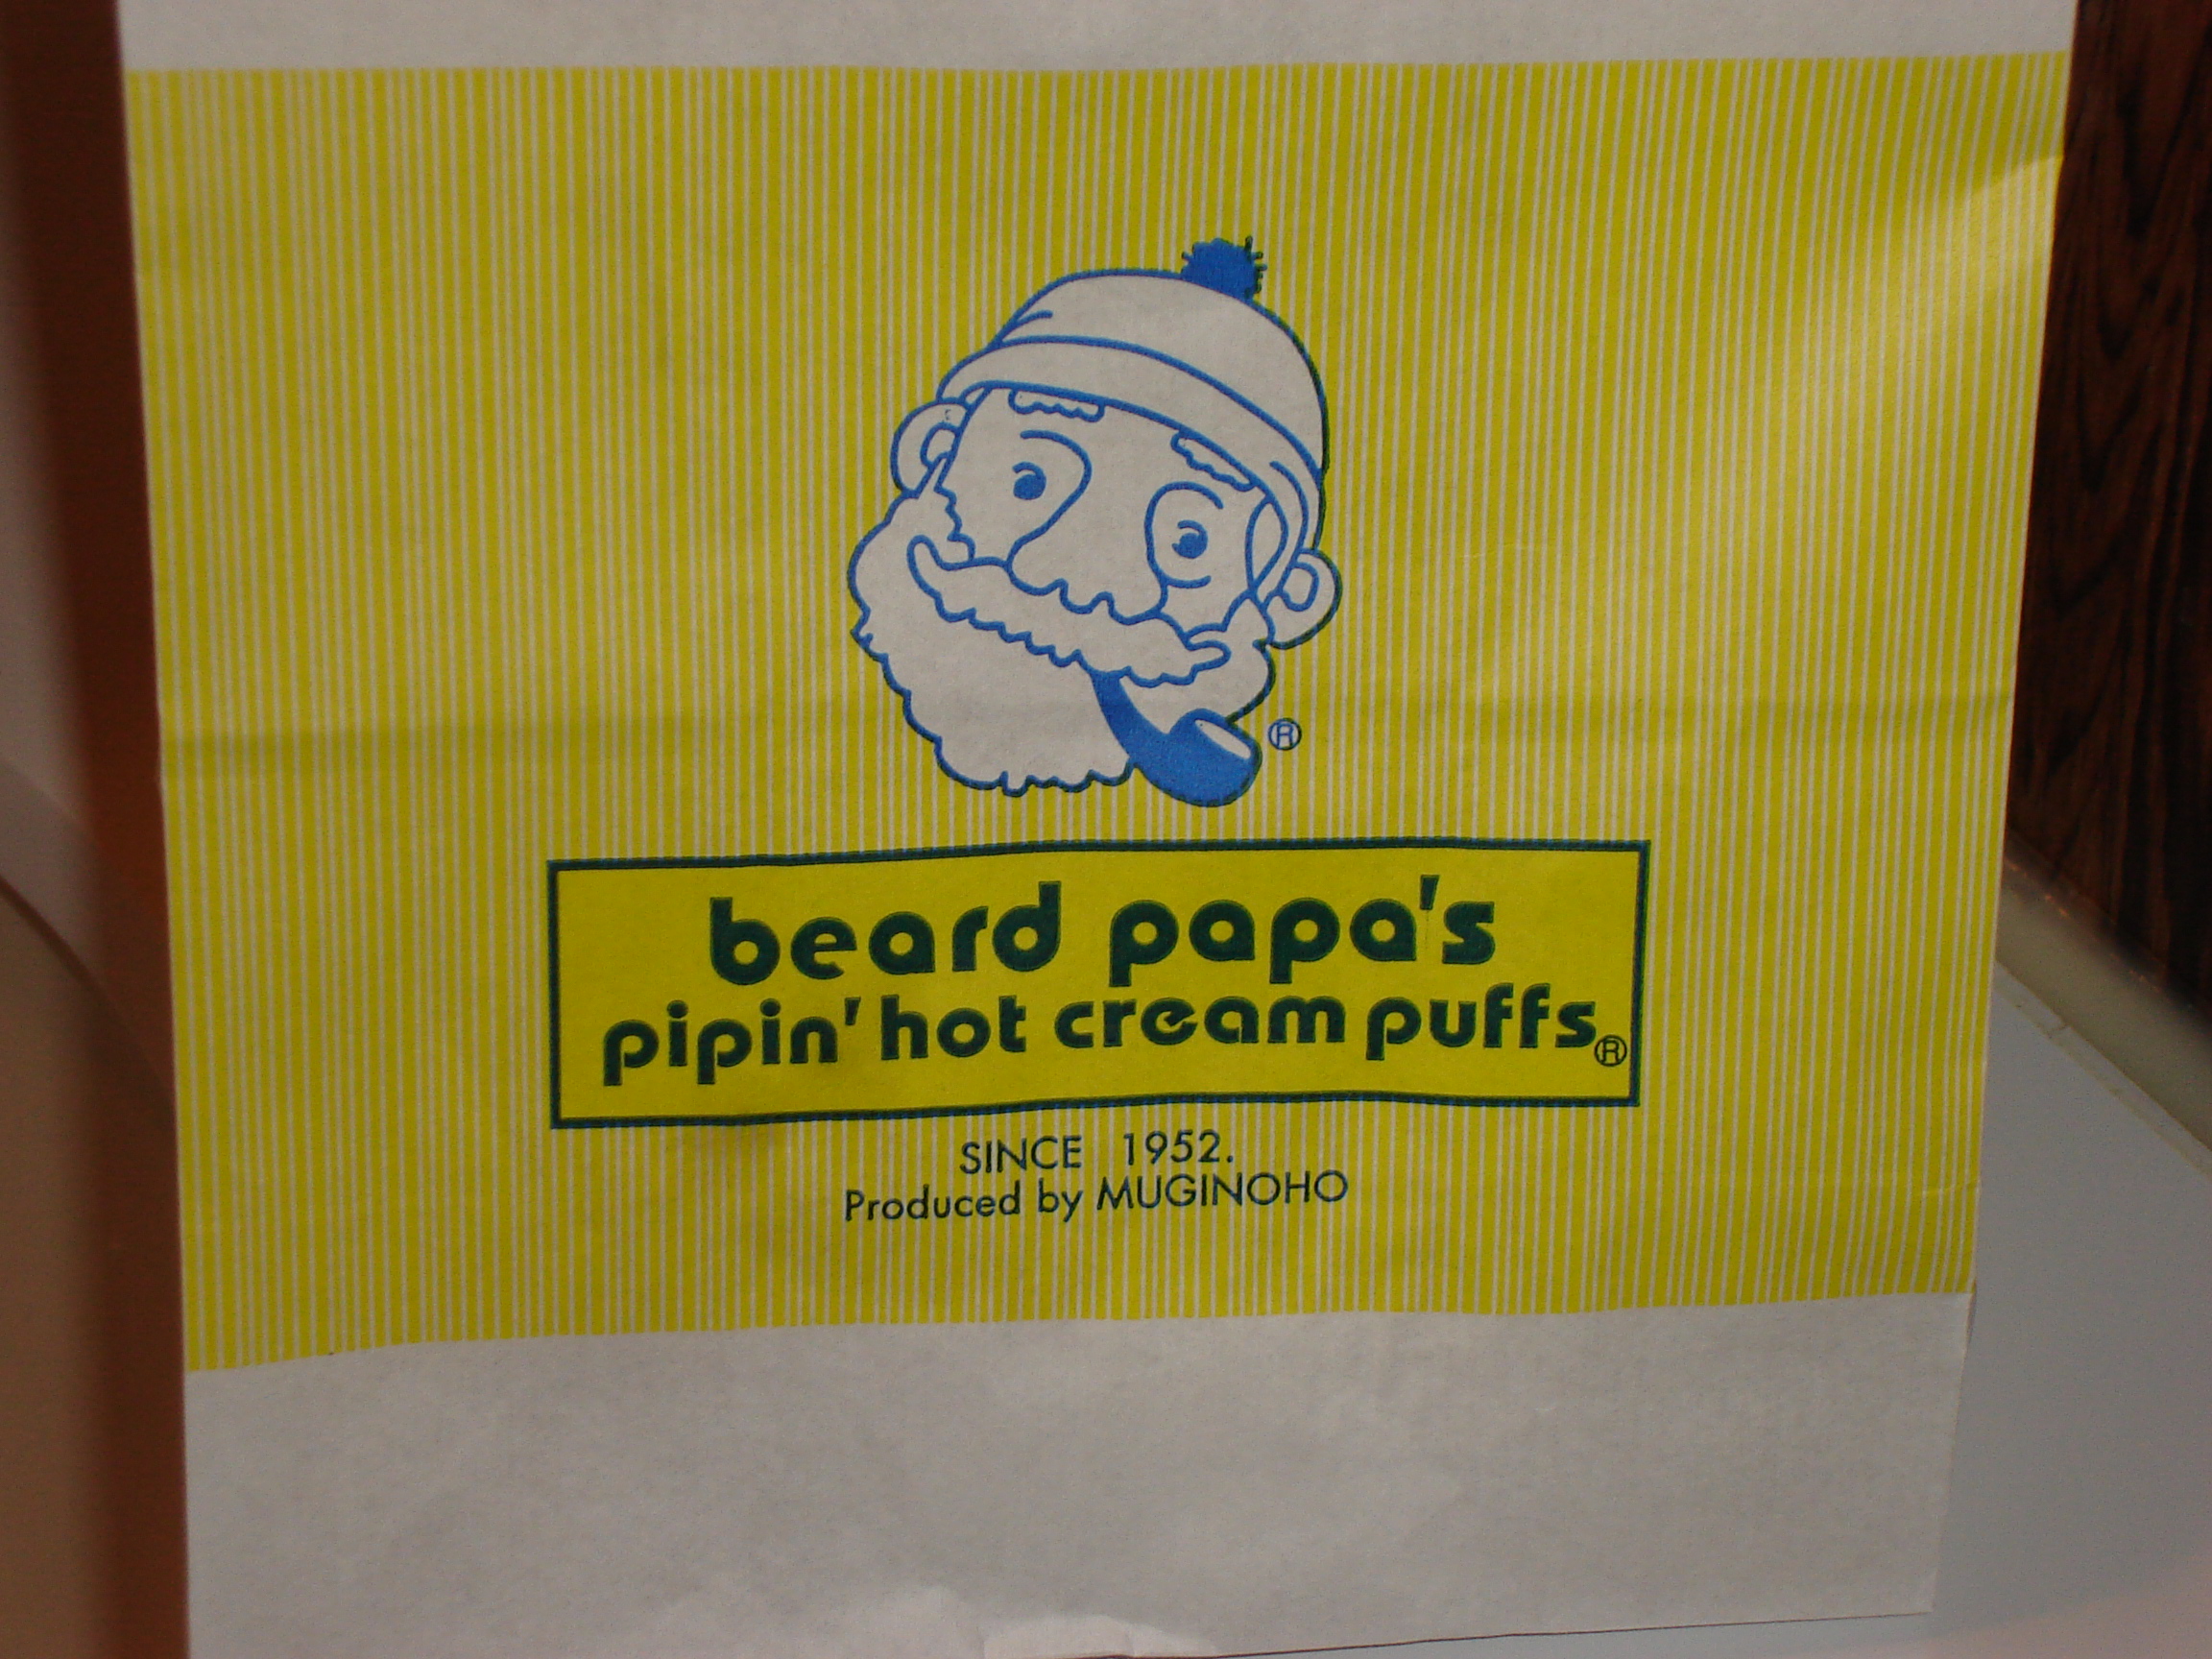 ®
beard papa's
pipin' hot cream puffs®
SINCE 1952.
Produced by MUGINOHO